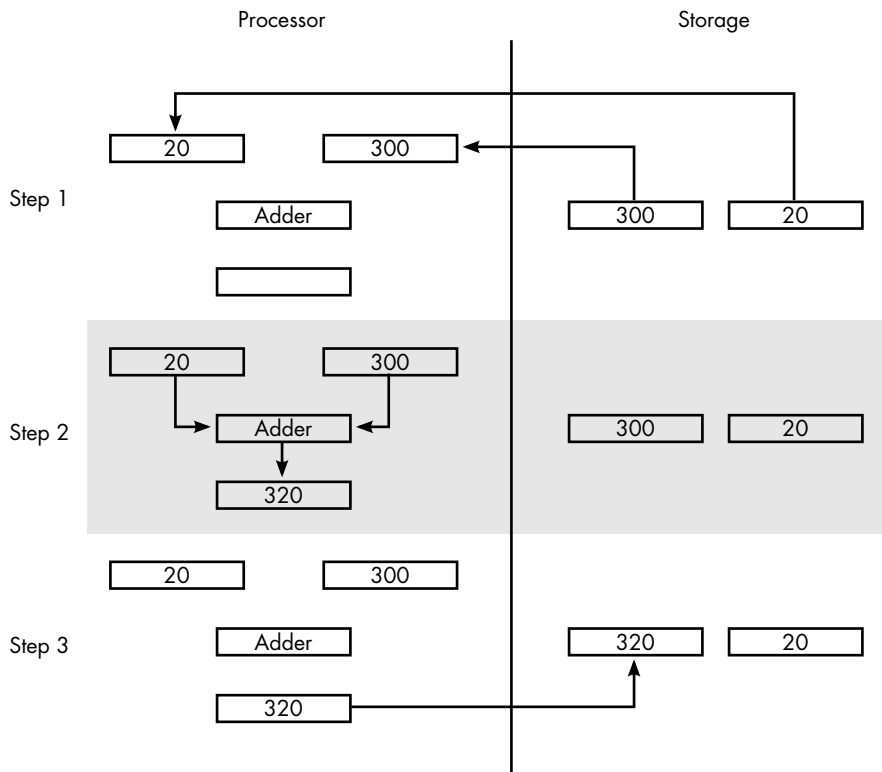 Processor Storage
20 300
Step 1
Adder 300 20
20 300
Step 2
Adder 300 20
320
20 300
Step 3
Adder 320 20
320